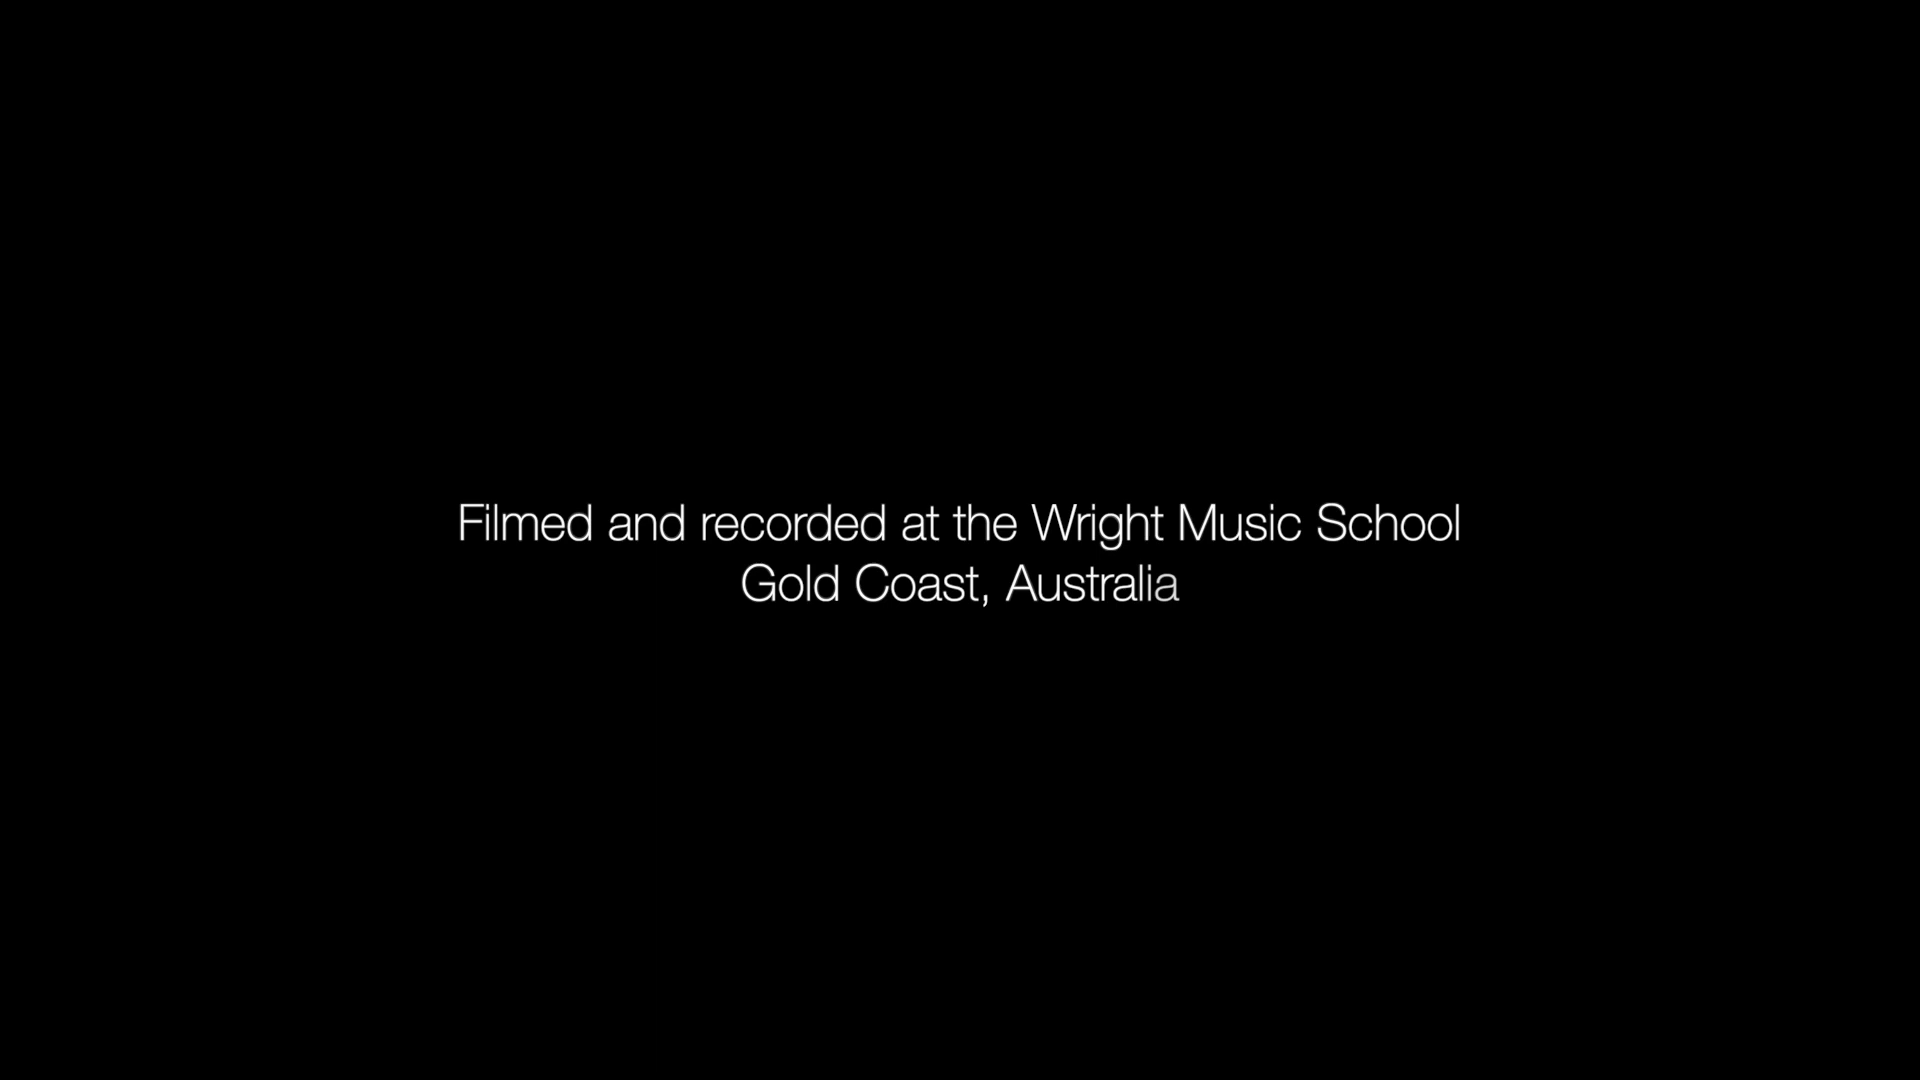 Filmed and recorded at the Wright Music School
Gold Coast, Australia